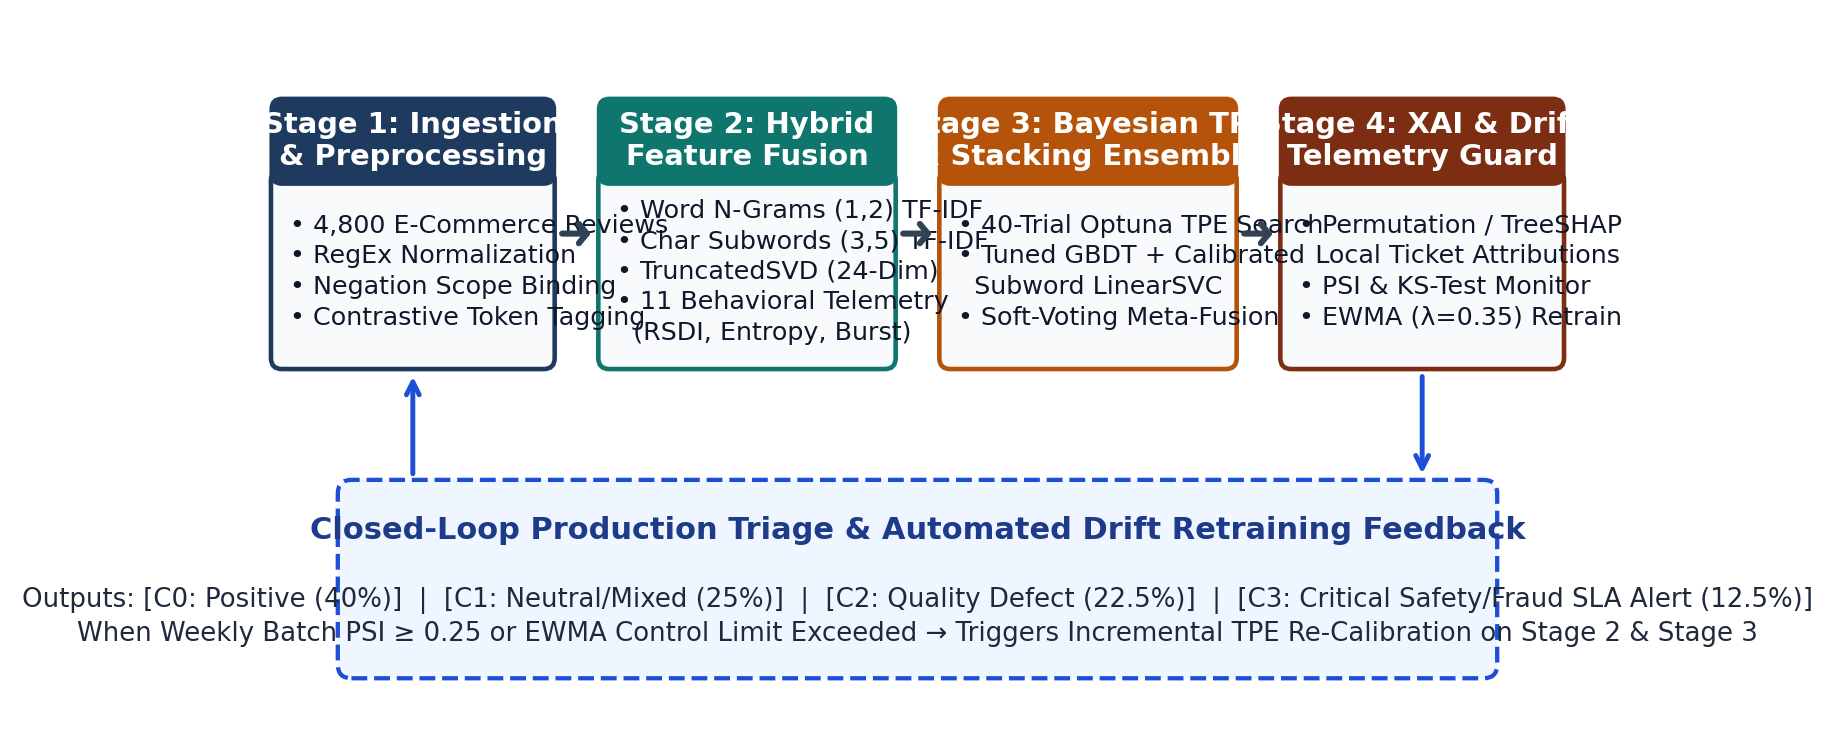 Stage 1: Ingestion
& Preprocessing
• 4,800 E-Commerce Reviews
• RegEx Normalization
• Negation Scope Binding
• Contrastive Token Tagging
Stage 2: Hybrid
Feature Fusion
• Word N-Grams (1,2) TF-IDF
• Char Subwords (3,5) TF-IDF
• TruncatedSVD (24-Dim)
• 11 Behavioral Telemetry
(RSDI, Entropy, Burst)
tage 3: Bayesian TP
Stacking Ensembl
• 40-Trial Optuna TPE Search
• Tuned GBDT + Calibrated
Subword LinearSVC
• Soft-Voting Meta-Fusion
tage 4: XAI & Drif
Telemetry Guard
• Permutation / TreeSHAP
Local Ticket Attributions
• PSI & KS-Test Monitor
• EWMA (λ=0.35) Retrain
Closed-Loop Production Triage & Automated Drift Retraining Feedback
Outputs: [C0: Positive (40%)] | [C1: Neutral/Mixed (25%)] | [C2: Quality Defect (22.5%)] | [C3: Critical Safety/Fraud SLA Alert (12.5%)]
When Weekly Batch PSI ≥ 0.25 or EWMA Control Limit Exceeded → Triggers Incremental TPE Re-Calibration on Stage 2 & Stage 3